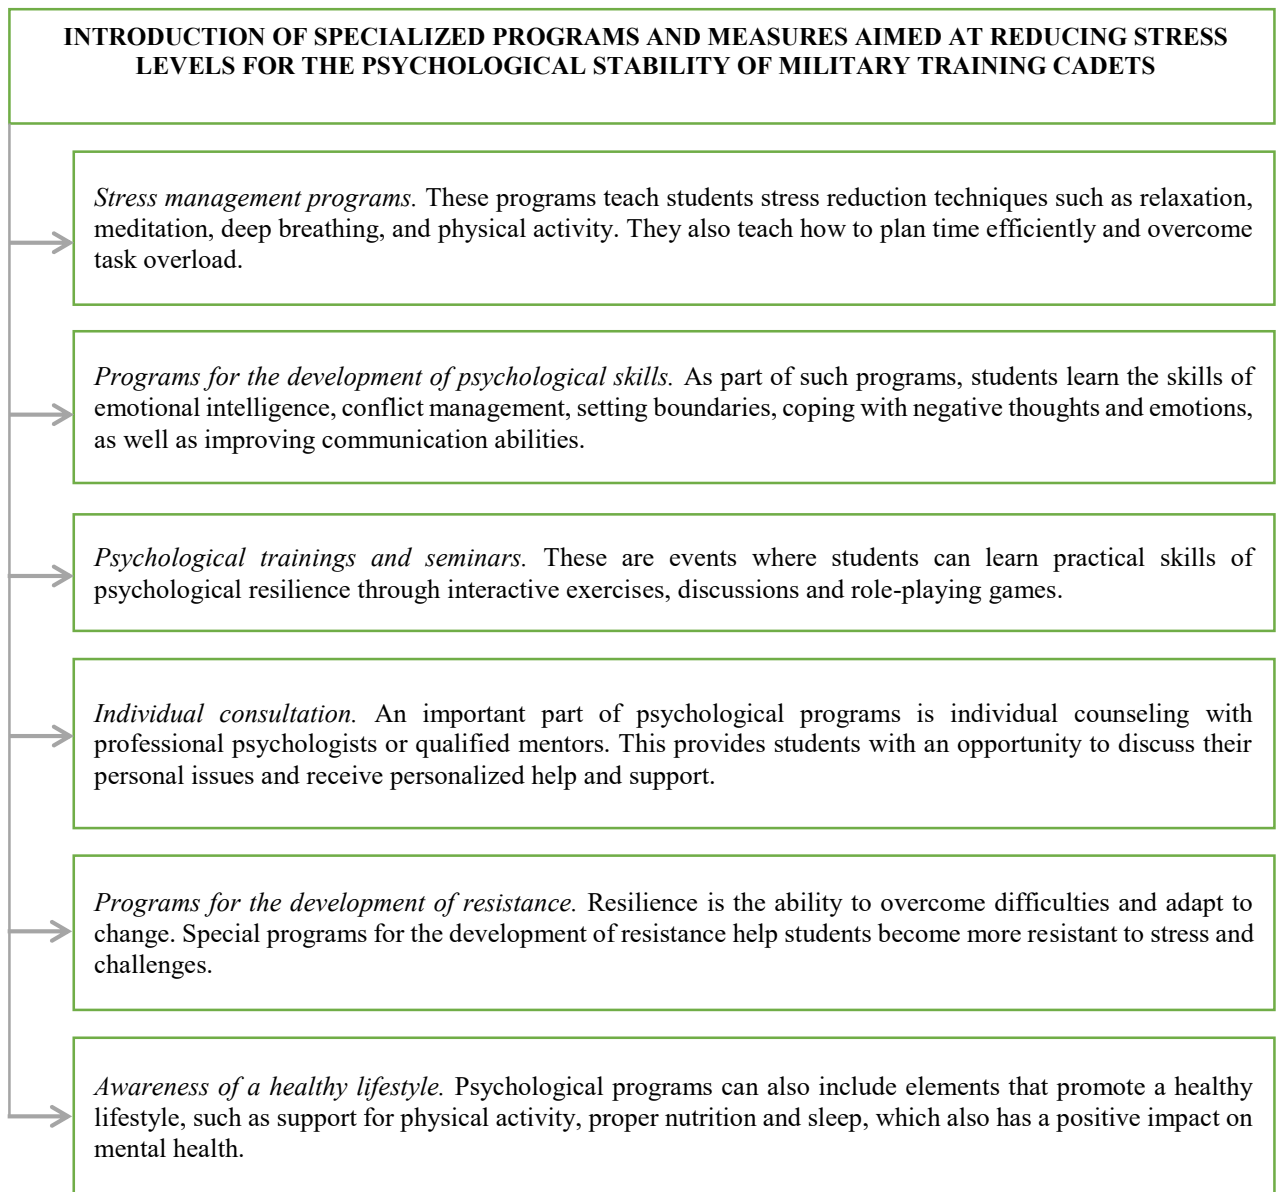 INTRODUCTION OF SPECIALIZED PROGRAMS AND MEASURES AIMED AT REDUCING STRESS
LEVELS FOR THE PSYCHOLOGICAL STABILITY OF MILITARY TRAINING CADETS
Stress management programs. These programs teach students stress reduction techniques such as relaxation,
meditation, deep breathing, and physical activity. They also teach how to plan time efficiently and overcome
task overload.
Programs for the development of psychological skills. As part of such programs, students learn the skills of
emotional intelligence, conflict management, setting boundaries, coping with negative thoughts and emotions,
as well as improving communication abilities.
Psychological trainings and seminars. These are events where students can learn practical skills of
psychological resilience through interactive exercises, discussions and role-playing games.
Individual consultation. An important part of psychological programs is individual counseling with
professional psychologists or qualified mentors. This provides students with an opportunity to discuss their
personal issues and receive personalized help and support.
Programs for the development of resistance. Resilience is the ability to overcome difficulties and adapt to
change. Special programs for the development of resistance help students become more resistant to stress and
challenges.
Awareness of a healthy lifestyle. Psychological programs can also include elements that promote a healthy
lifestyle, such as support for physical activity, proper nutrition and sleep, which also has a positive impact on
mental health.